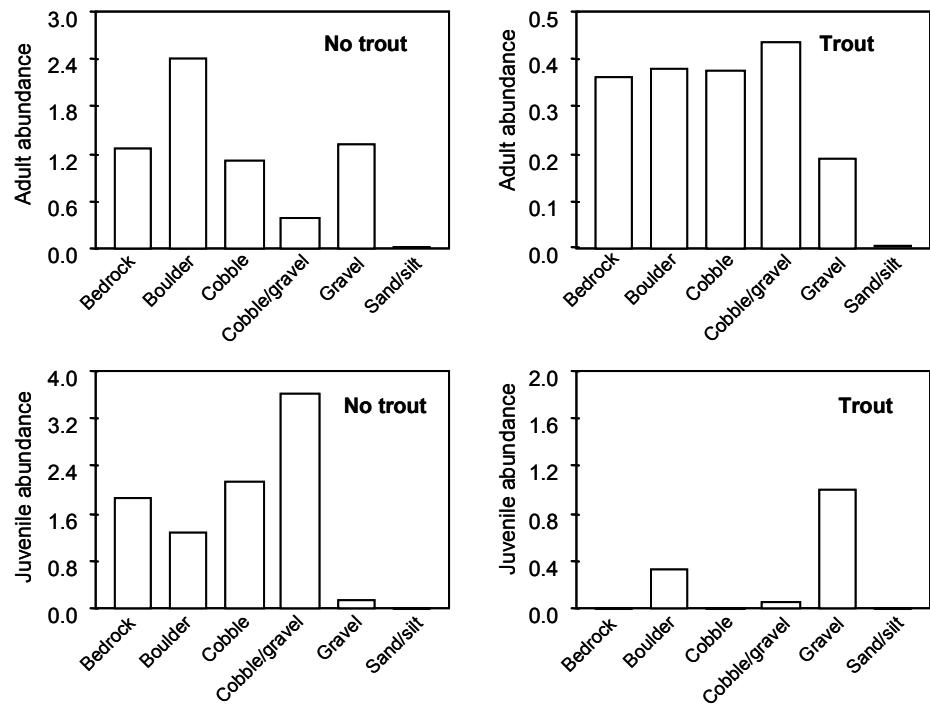 3.0
2.4
1.8
1.2
0.6
0.0
Adult abundance
No trout
Bedrock
Boulder
Cobble
Cobble/gravel
Gravel
Sand/silt
0.5
0.4
0.3
0.2
0.1
0.0
Adult abundance
Trout
Bedrock
Boulder
Cobble
Cobble/gravel
Gravel
Sand/silt
4.0
3.2
2.4
1.6
0.8
0.0
Juvenile abundance
No trout
Bedrock
Boulder
Cobble
Cobble/gravel
Gravel
Sand/silt
2.0
1.6
1.2
0.8
0.4
0.0
Juvenile abundance
Trout
Bedrock
Boulder
Cobble
Cobble/gravel
Gravel
Sand/silt